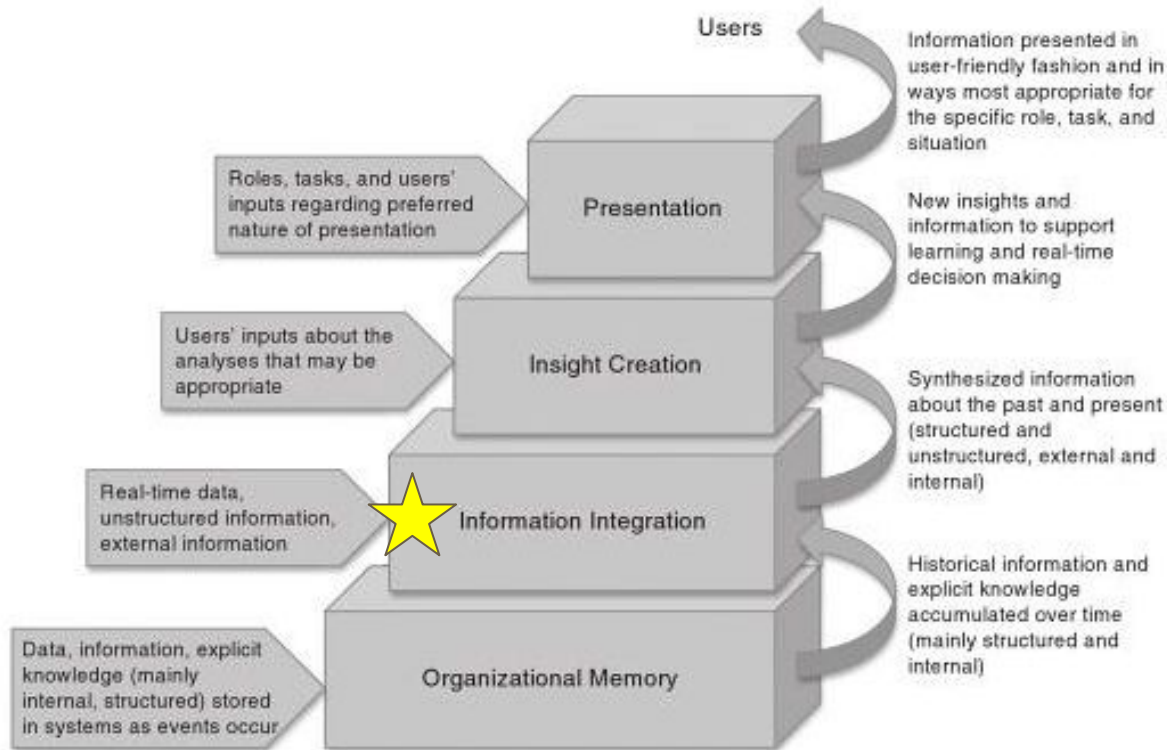 Users
Information presented in
user-friendly fashion and in
ways most appropriate for
the specific role, task, and
situation
Roles, tasks, and users'
inputs regarding preferred
nature of presentation
Presentation
New insights and
information to support
learning and real-time
decision making
Users' inputs about the
analyses that may be
appropriate
Insight Creation
Synthesized information
about the past and present
(structured and
unstructured, external and
internal)
Real-time data,
unstructured information,
external information
Information Integration
Historical information and
explicit knowledge
accumulated over time
(mainly structured and
internal)
Data, information, explicit
knowledge (mainly
internal, structured) stored
in systems as events occur
Organizational Memory